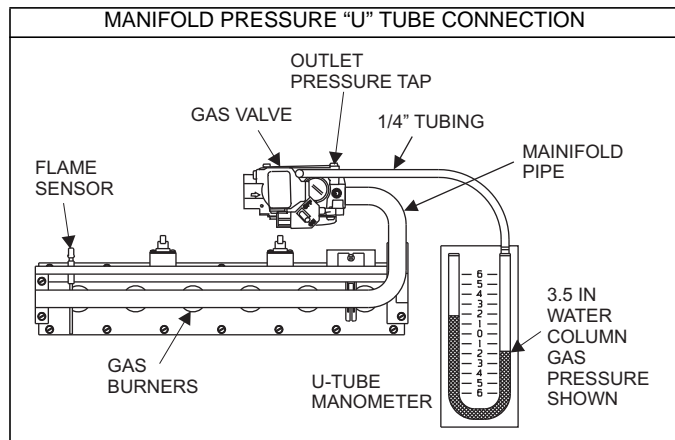 MANIFOLD PRESSURE “U” TUBE CONNECTION
OUTLET
PRESSURE TAP
GAS VALVE
1/4” TUBING
FLAME
SENSOR
MAINIFOLD
PIPE
6
5
4
3
2
1
0
1
2
3
4
5
6
3.5 IN
WATER
COLUMN
GAS
PRESSURE
SHOWN
GAS
BURNERS
U-TUBE
MANOMETER